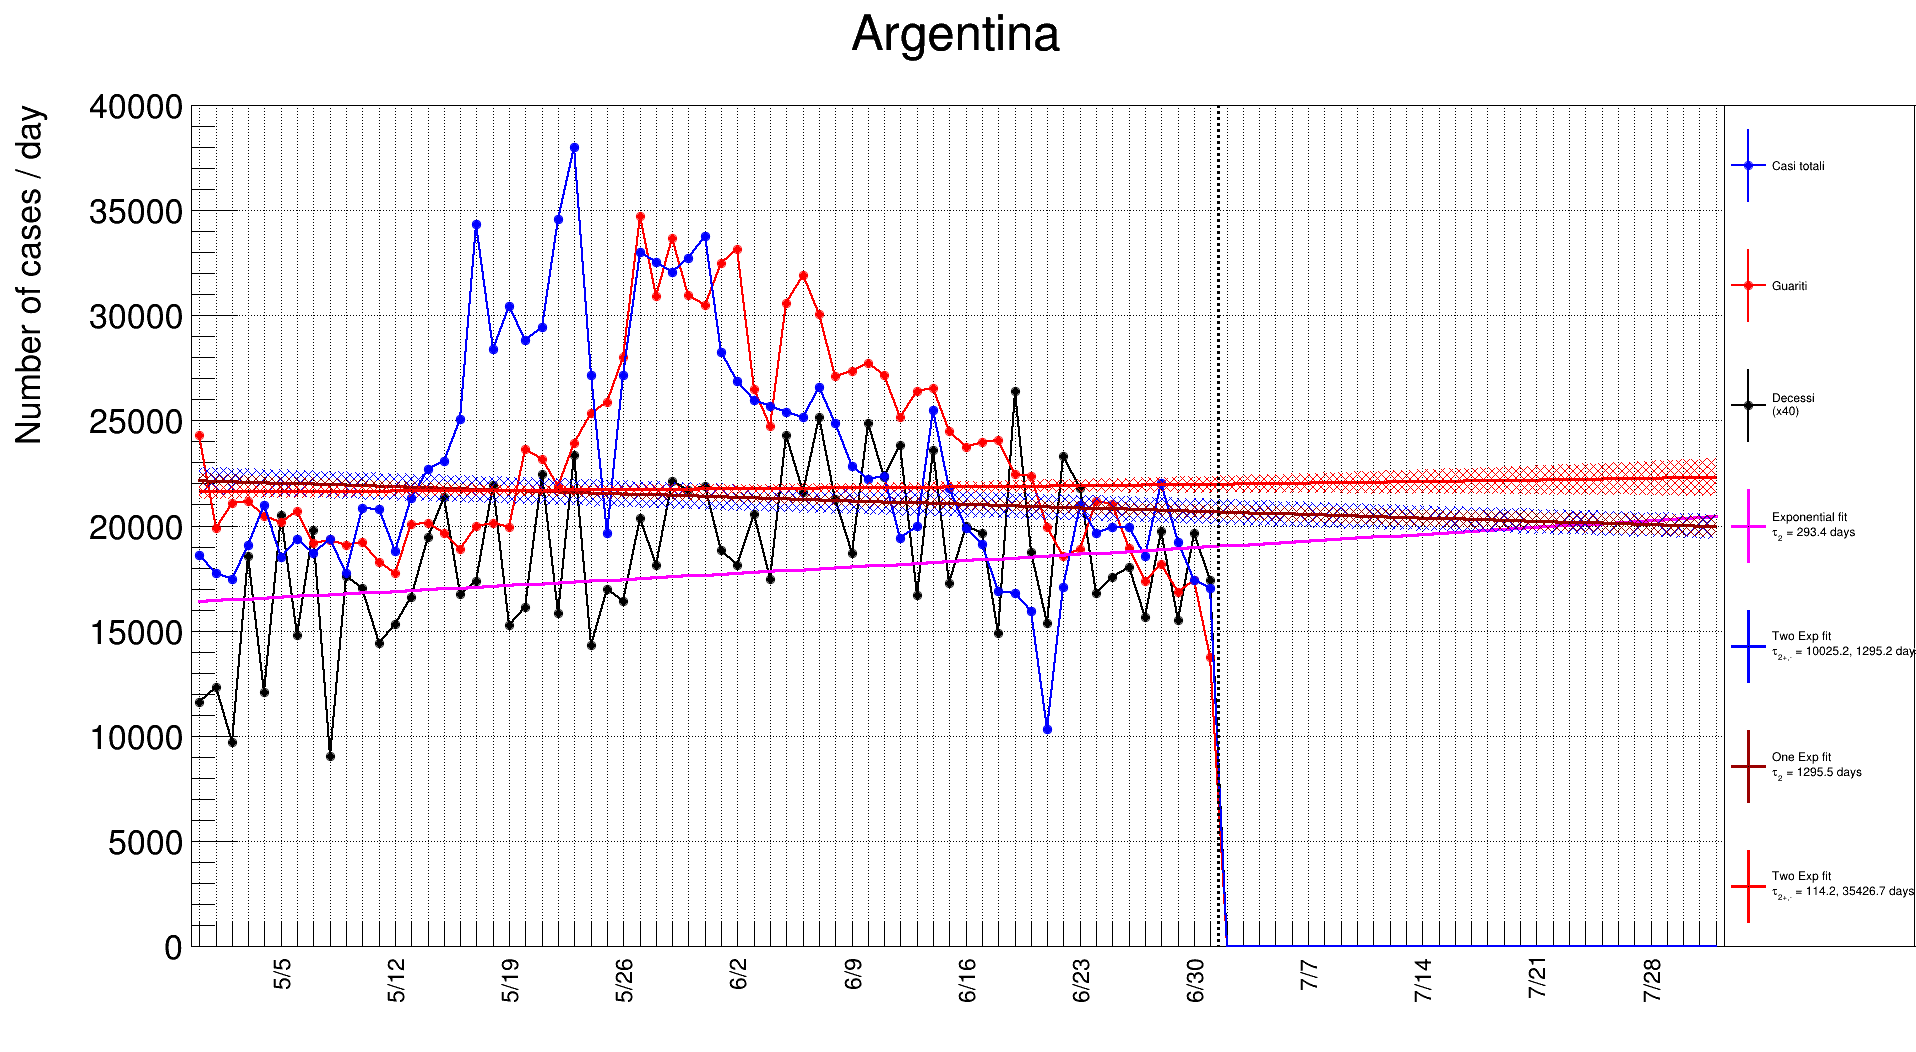 Argentina
Number of cases / day
40000
35000
30000
25000
20000
15000
10000
5000
0
5/5
5/12
5/19
5/26
6/2
6/9
6/16
6/23
6/30
7/7
7/14
7/21
7/28
Casi totali
Guariti
Decessi
(x40)
Exponential fit
τ2 = 293.4 days
Two Exp fit
τ2+,- = 10025.2, 1295.2 day
One Exp fit
τ2 = 1295.5 days
Two Exp fit
τ2+,- = 114.2, 35426.7 days